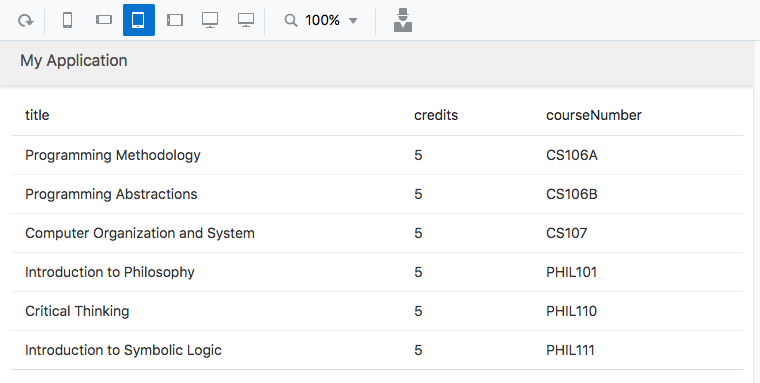 100%
My Application
title credits courseNumber
Programming Methodology 5 CS106A
Programming Abstractions 5 CS106B
Computer Organization and System 5 CS107
Introduction to Philosophy 5 PHIL101
Critical Thinking 5 PHIL110
Introduction to Symbolic Logic 5 PHIL111